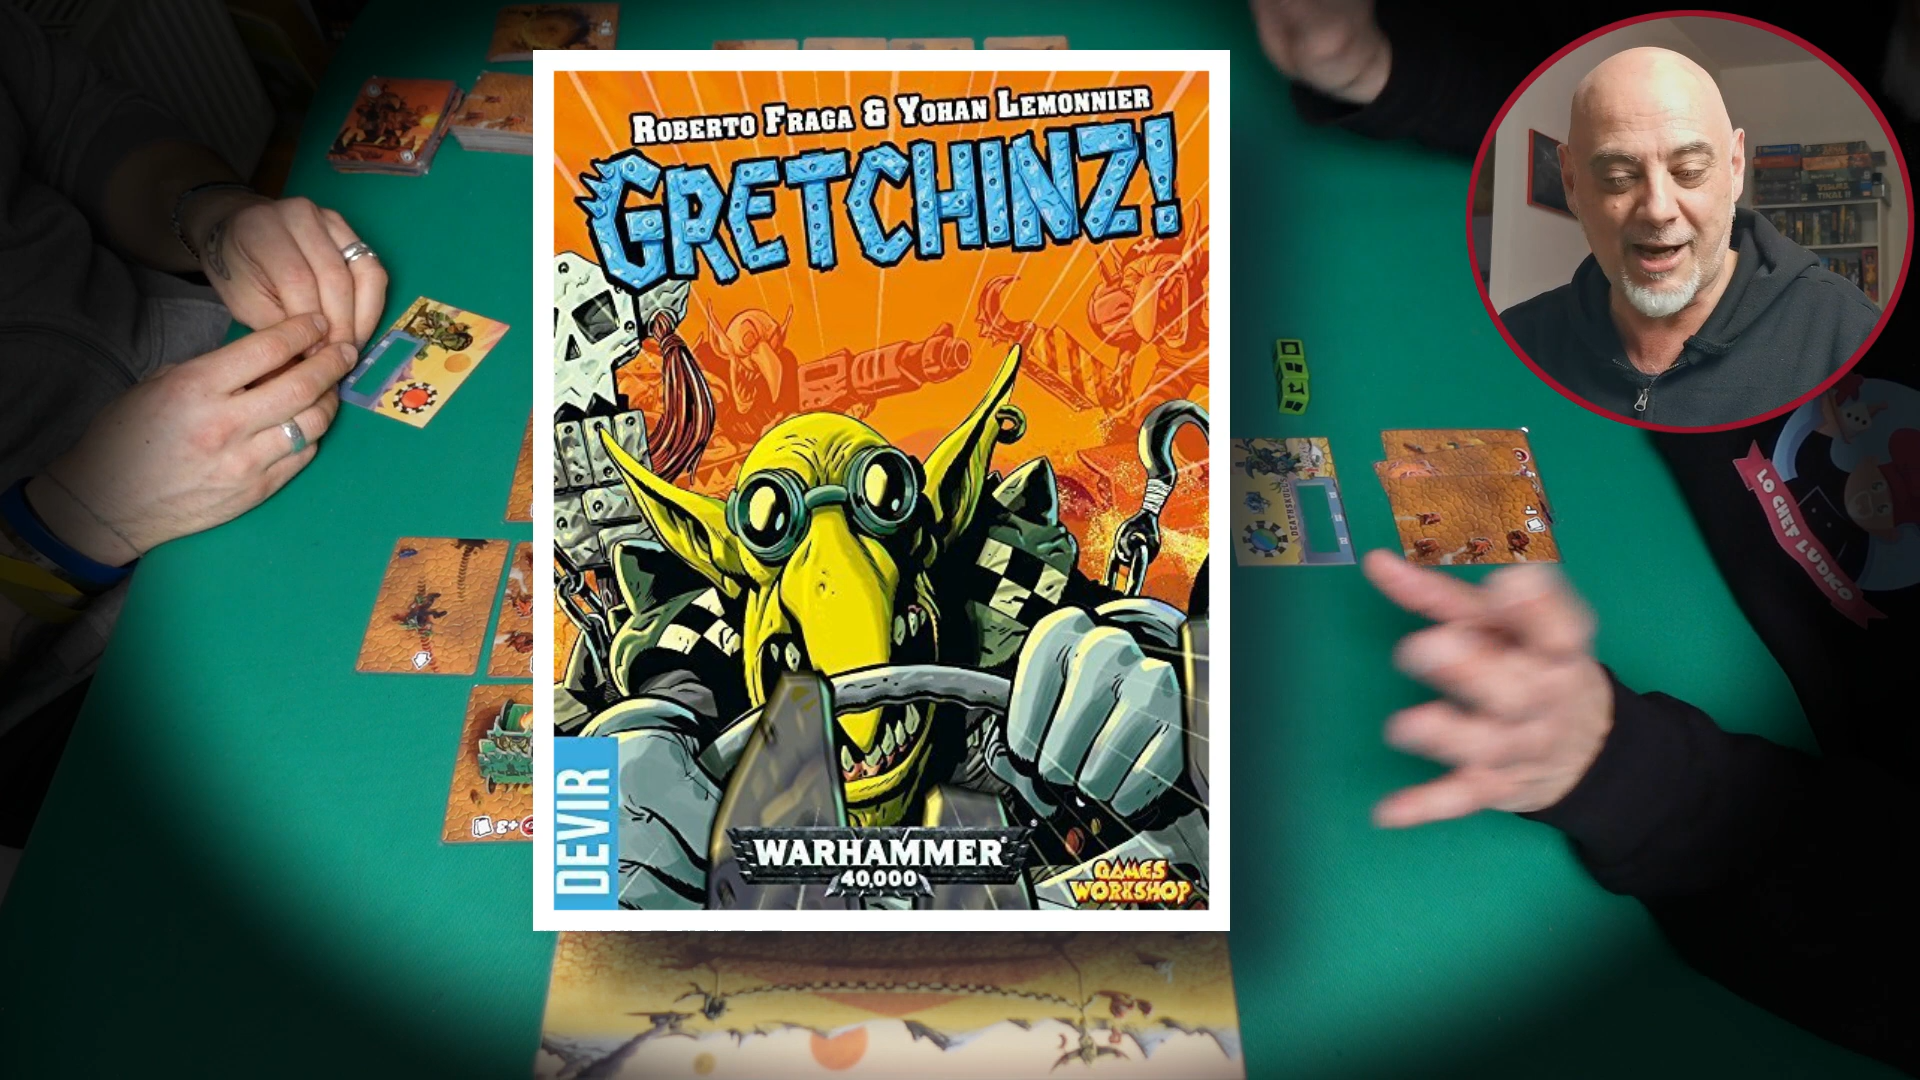 ROBERTO FRAGA & YOHAN LEMONNIER
GRETCHINZ!
DEVIR
WARHAMMER
40,000
GAMES
WORKSHOP
LO CHEF LUDICO